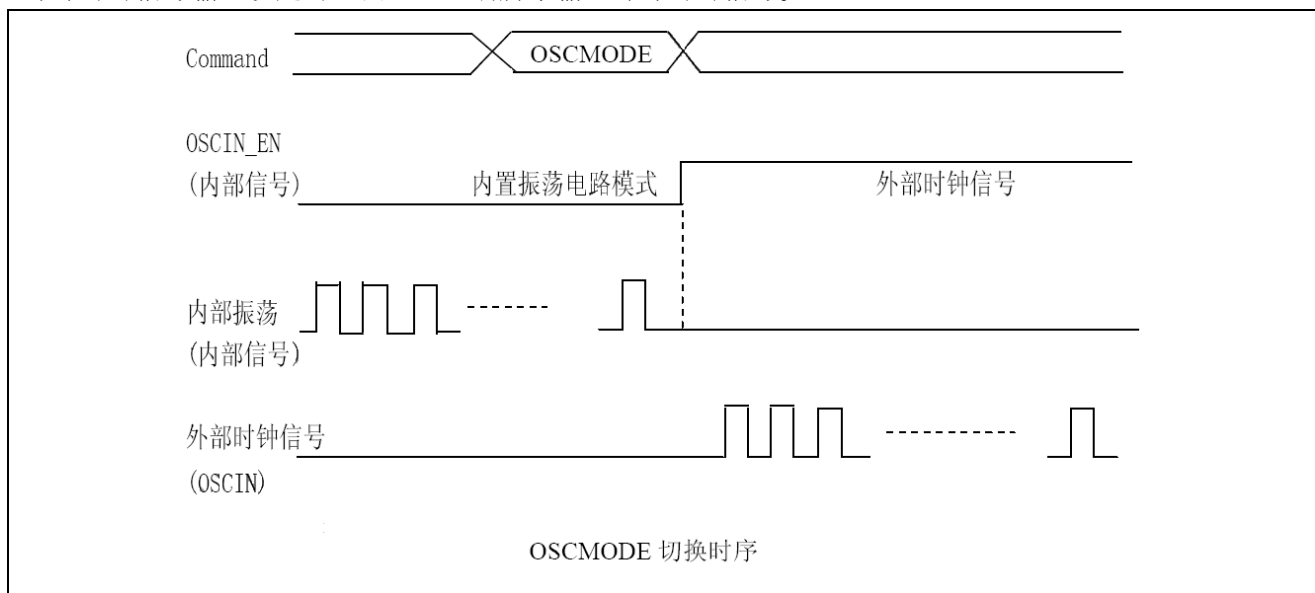 Command OSCMODE
OSCIN_EN
(内部信号) 内置振荡电路模式 外部时钟信号
内部振荡
(内部信号)
外部时钟信号
(OSCIN)
OSCMODE 切换时序